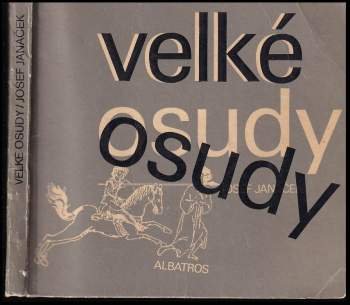 VELKÉ OSUDY/JOSEF JANÁČEK
velké
osudy
osudy
JOSEF JANÁČEK
ALBATROS